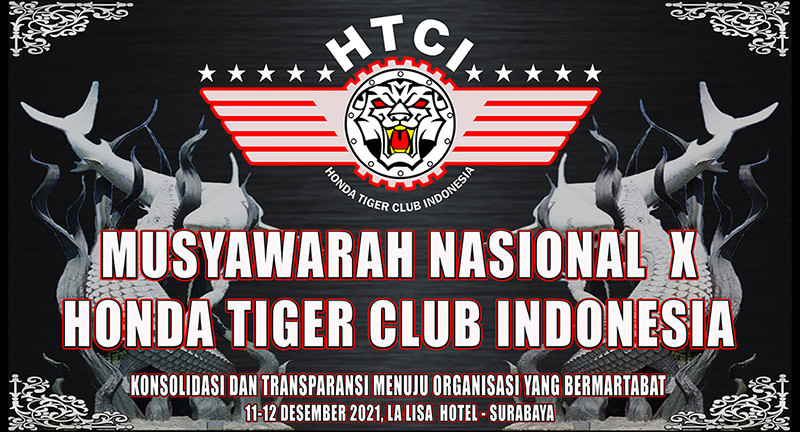 HTCI
HONDA TIGER CLUB INDONESIA
MUSYAWARAH NASIONAL X
HONDA TIGER CLUB INDONESIA
KONSOLIDASI DAN TRANSPARANSI MENUJU ORGANISASI YANG BERMARTABAT
11-12 DESEMBER 2021, LA LISA HOTEL - SURABAYA